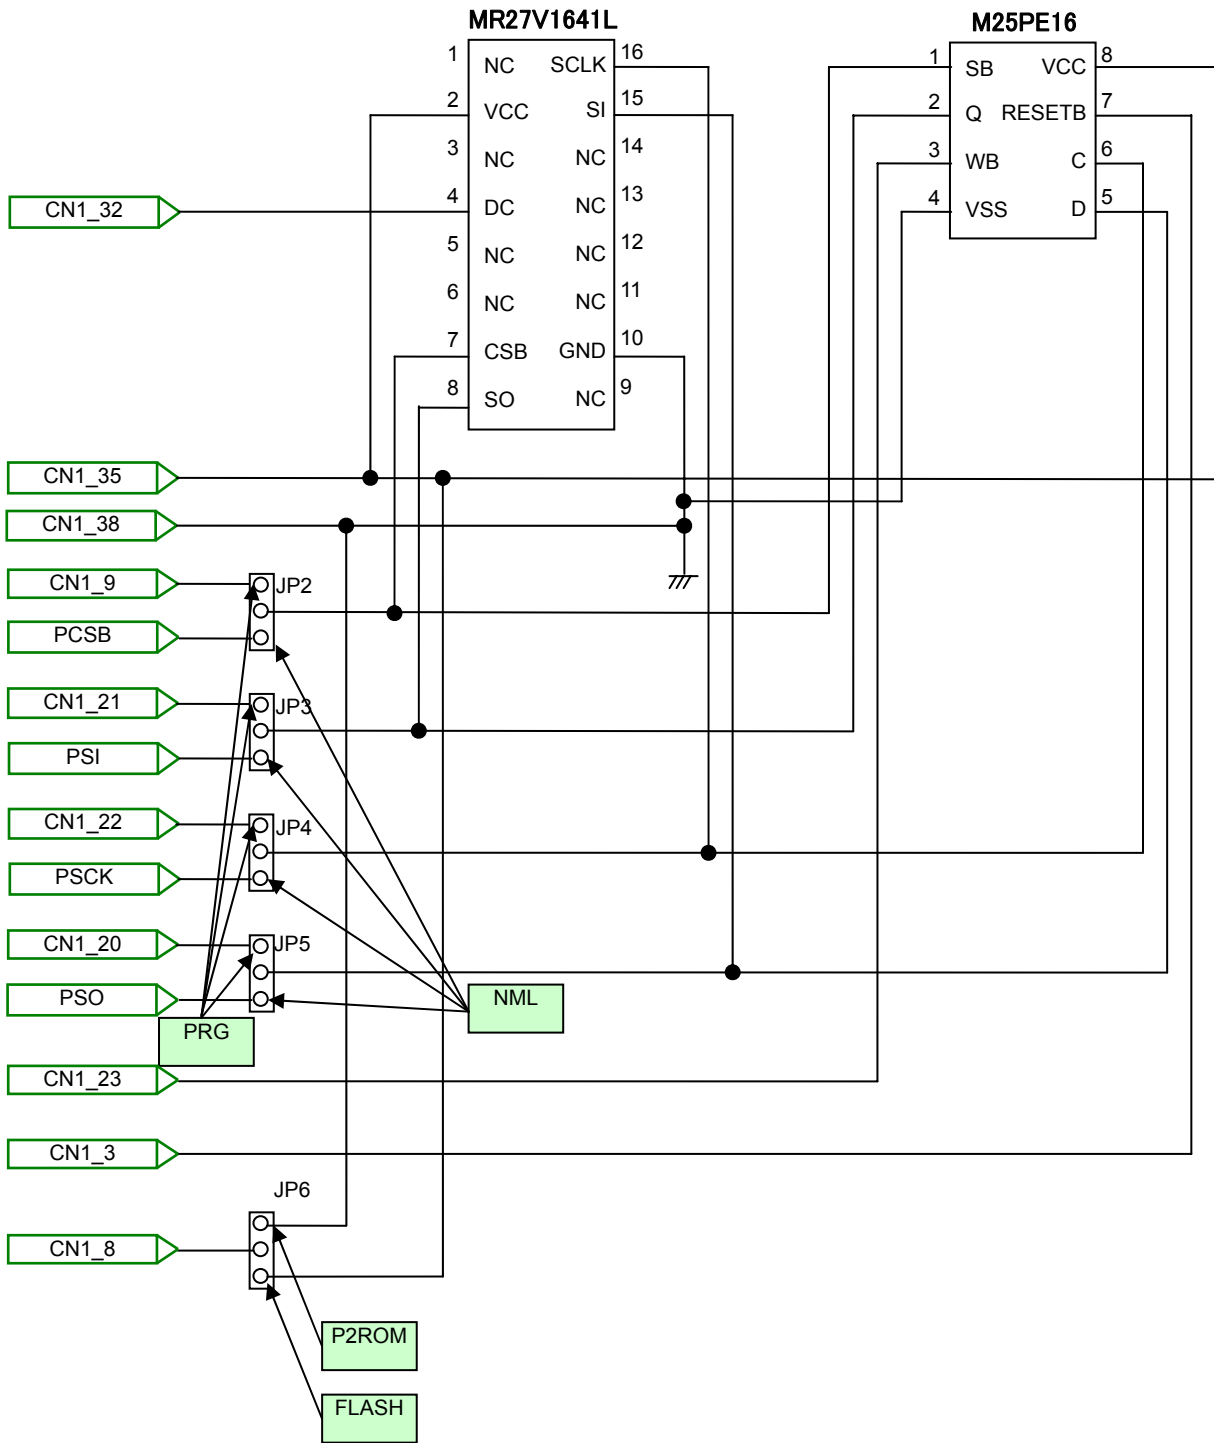 MR27V1641L
M25PE16
1 NC SCLK 16
2 VCC SI 15
3 NC NC 14
4 DC NC 13
5 NC NC 12
6 NC NC 11
7 CSB GND 10
8 SO NC 9
1 SB VCC 8
2 Q RESETB 7
3 WB C 6
4 VSS D 5
CN1_32
CN1_35
CN1_38
CN1_9
JP2
PCSB
CN1_21
JP3
PSI
CN1_22
JP4
PSCK
CN1_20
JP5
PSO
NML
PRG
CN1_23
CN1_3
JP6
CN1_8
P2ROM
FLASH